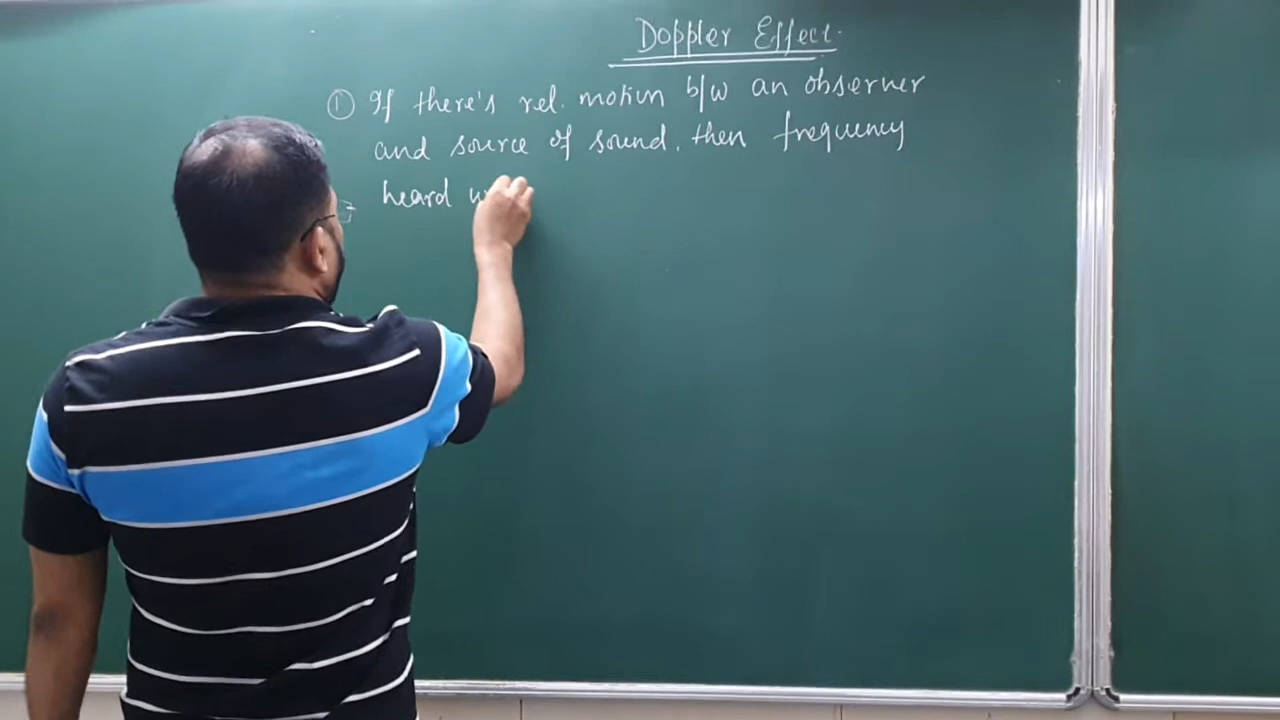 Doppler Effect.
① If there's rel. motion b/w an observer
and source of sound, then frequency
heard